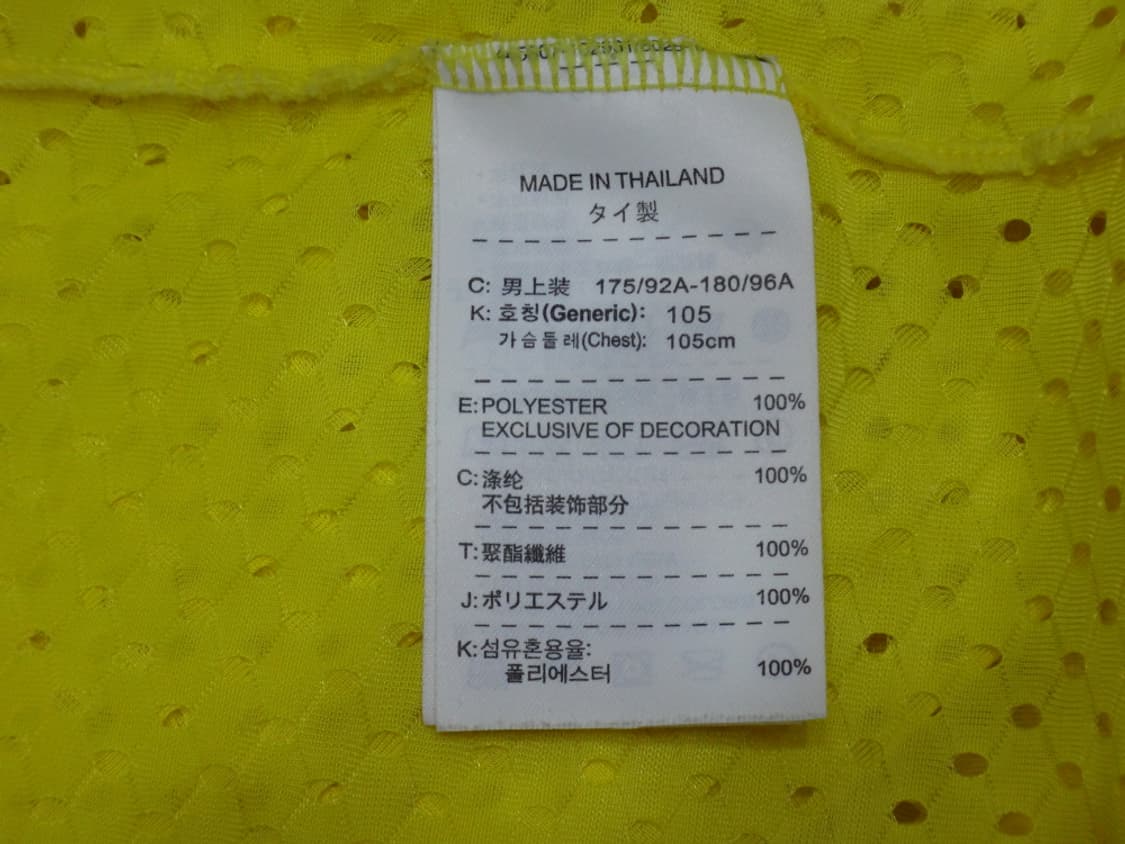 MADE IN THAILAND
タイ製
C: 男上装 175/92A-180/96A
K: 호칭(Generic): 105
가슴둘레(Chest): 105cm
E: POLYESTER 100%
EXCLUSIVE OF DECORATION
C: 涤纶 100%
不包括装饰部分
T: 聚酯纖維 100%
J: ポリエステル 100%
K: 섬유혼용율:
폴리에스터 100%